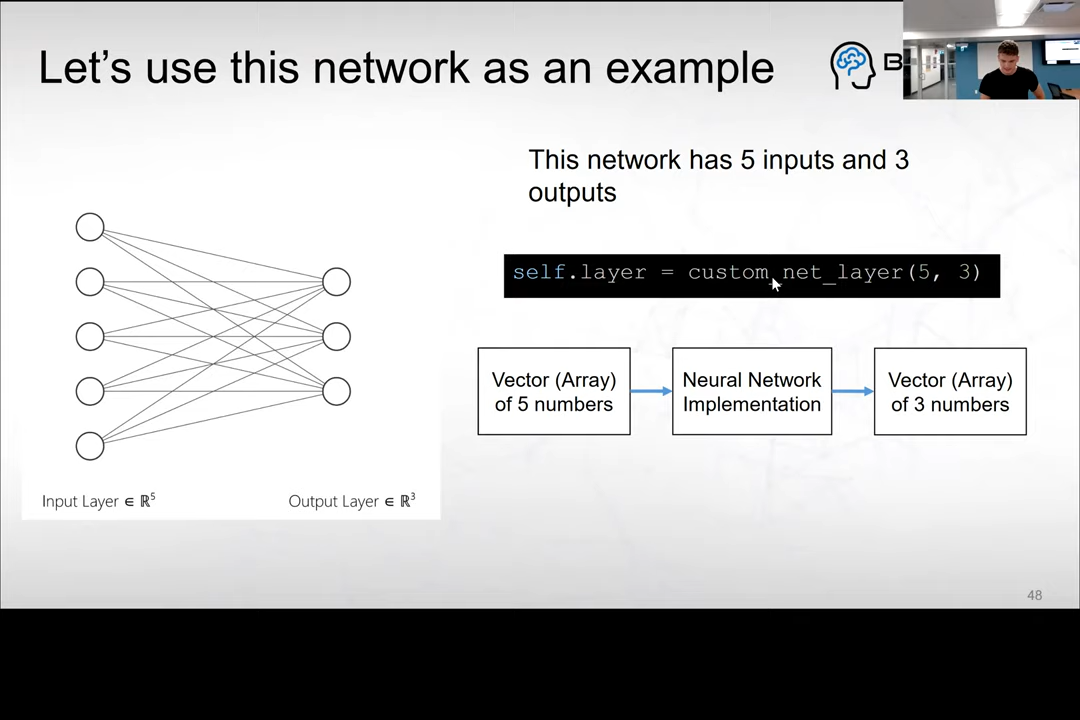 Let’s use this network as an example
This network has 5 inputs and 3
outputs
self.layer = custom_net_layer(5, 3)
Vector (Array)
of 5 numbers
Neural Network
Implementation
Vector (Array)
of 3 numbers
Input Layer ∈ ℝ⁵
Output Layer ∈ ℝ³
48